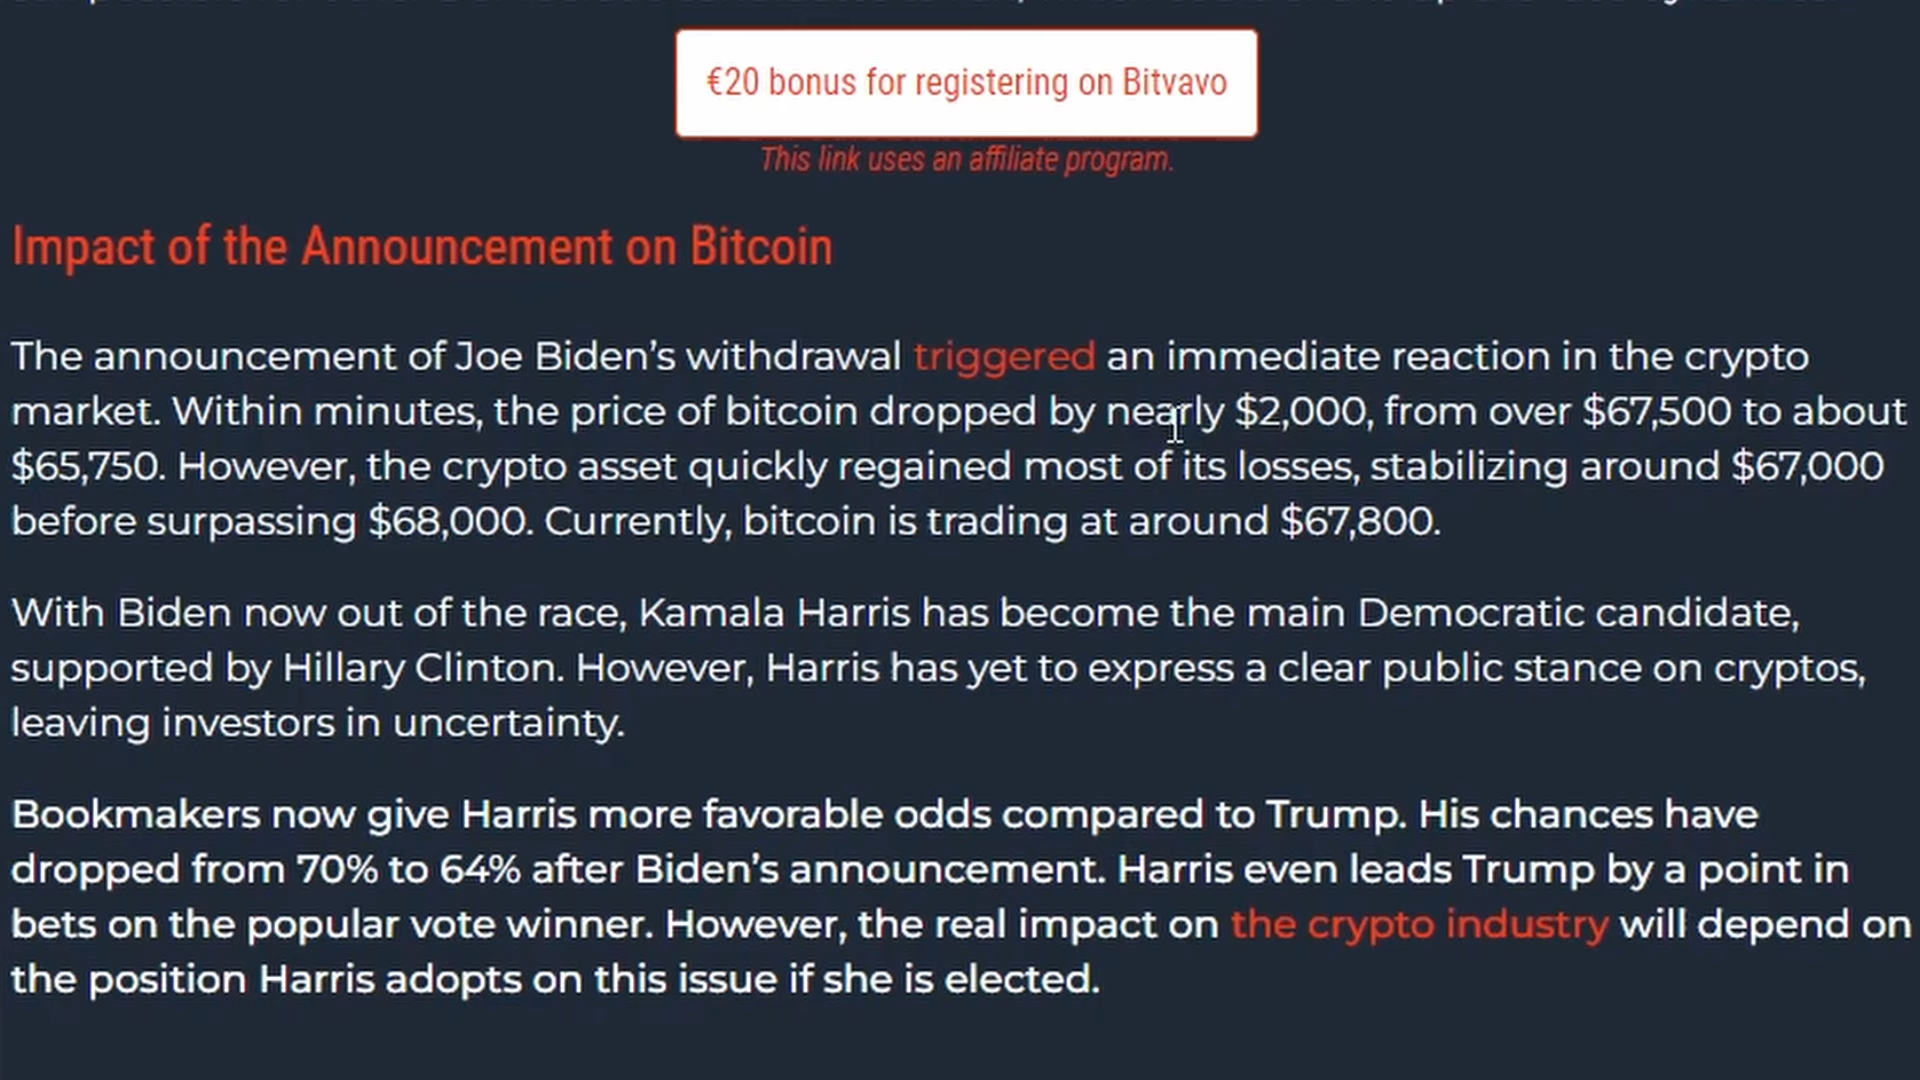 €20 bonus for registering on Bitvavo
This link uses an affiliate program.
Impact of the Announcement on Bitcoin
The announcement of Joe Biden’s withdrawal triggered an immediate reaction in the crypto
market. Within minutes, the price of bitcoin dropped by nearly $2,000, from over $67,500 to about
$65,750. However, the crypto asset quickly regained most of its losses, stabilizing around $67,000
before surpassing $68,000. Currently, bitcoin is trading at around $67,800.
With Biden now out of the race, Kamala Harris has become the main Democratic candidate,
supported by Hillary Clinton. However, Harris has yet to express a clear public stance on cryptos,
leaving investors in uncertainty.
Bookmakers now give Harris more favorable odds compared to Trump. His chances have
dropped from 70% to 64% after Biden’s announcement. Harris even leads Trump by a point in
bets on the popular vote winner. However, the real impact on the crypto industry will depend on
the position Harris adopts on this issue if she is elected.